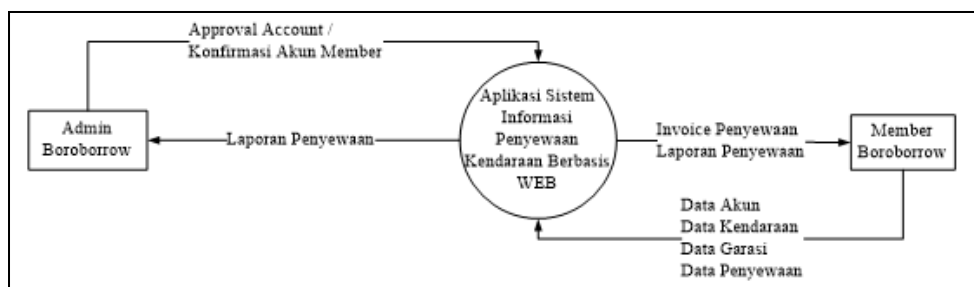 Approval Account /
Konfirmasi Akun Member
Admin
Boroborrow
Laporan Penyewaan
Aplikasi Sistem
Informasi
Penyewaan
Kendaraan Berbasis
WEB
Invoice Penyewaan
Laporan Penyewaan
Member
Boroborrow
Data Akun
Data Kendaraan
Data Garasi
Data Penyewaan